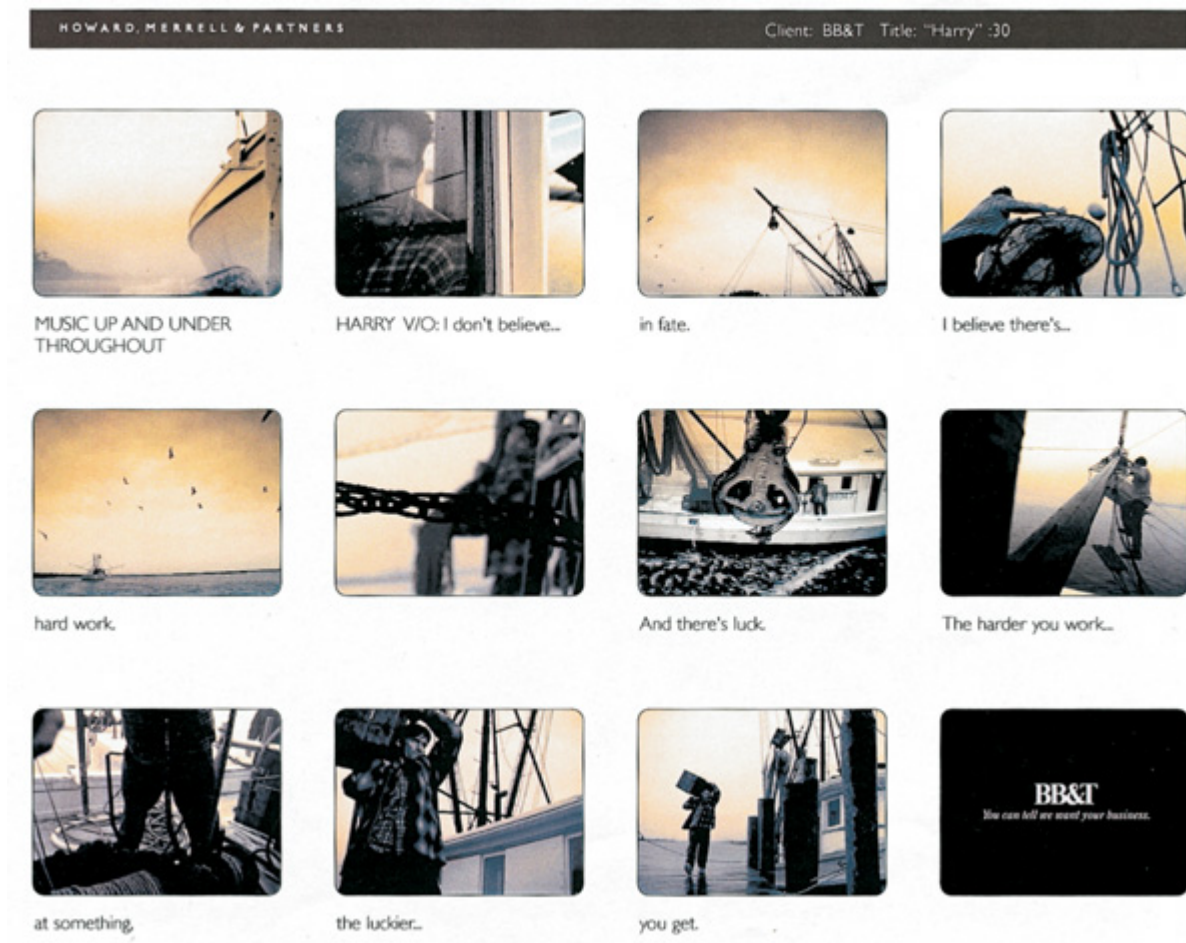 HOWARD, MERRELL & PARTNERS
Client: BB&T Title: "Harry" :30
MUSIC UP AND UNDER
THROUGHOUT
HARRY V/O: I don't believe...
in fate.
I believe there's...
hard work.
And there's luck.
The harder you work...
at something,
the luckier...
you get.
BB&T
You can tell we want your business.